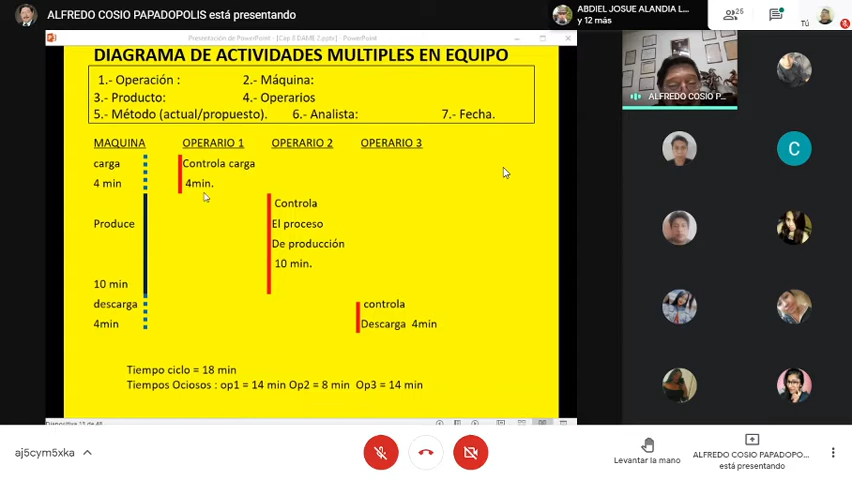 ALFREDO COSIO PAPADOPOLIS está presentando
ABDIEL JOSUE ALANDIA L...
y 12 más
25
Tú
Presentación de PowerPoint - [Cap II DAME 2.pptx] - PowerPoint
DIAGRAMA DE ACTIVIDADES MULTIPLES EN EQUIPO
1.- Operación : 2.- Máquina:
3.- Producto: 4.- Operarios
5.- Método (actual/propuesto). 6.- Analista: 7.- Fecha.
MAQUINA OPERARIO 1 OPERARIO 2 OPERARIO 3
carga Controla carga
4 min 4min.
Controla
Produce El proceso
De producción
10 min.
10 min
descarga controla
4min Descarga 4min
Tiempo ciclo = 18 min
Tiempos Ociosos : op1 = 14 min Op2 = 8 min Op3 = 14 min
ALFREDO COSIO P...
C
aj5cym5xka
Levantar la mano
ALFREDO COSIO PAPADOPO...
está presentando